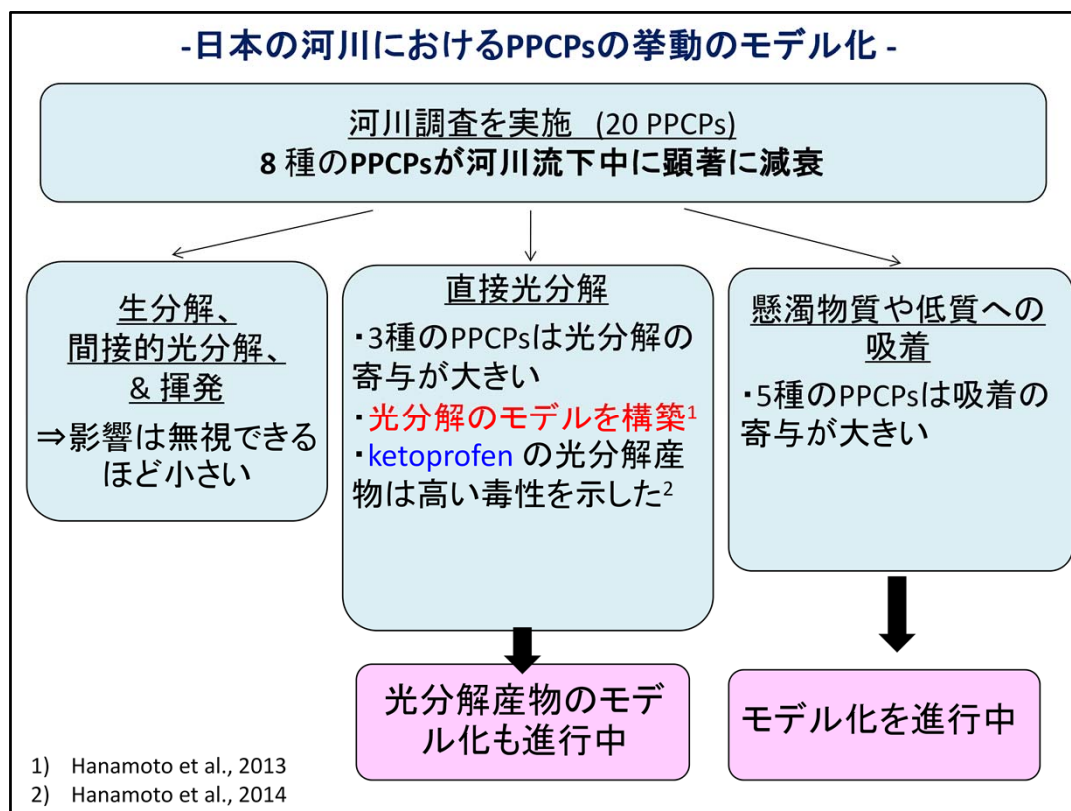 -日本の河川におけるPPCPsの挙動のモデル化 -
河川調査を実施 (20 PPCPs)
8 種のPPCPsが河川流下中に顕著に減衰
生分解、
間接的光分解、
& 揮発
⇒影響は無視できる
ほど小さい
直接光分解
・3種のPPCPsは光分解の
寄与が大きい
・光分解のモデルを構築1
・ketoprofen の光分解産
物は高い毒性を示した2
懸濁物質や低質への
吸着
・5種のPPCPsは吸着の
寄与が大きい
光分解産物のモデ
ル化も進行中
モデル化を進行中
1) Hanamoto et al., 2013
2) Hanamoto et al., 2014